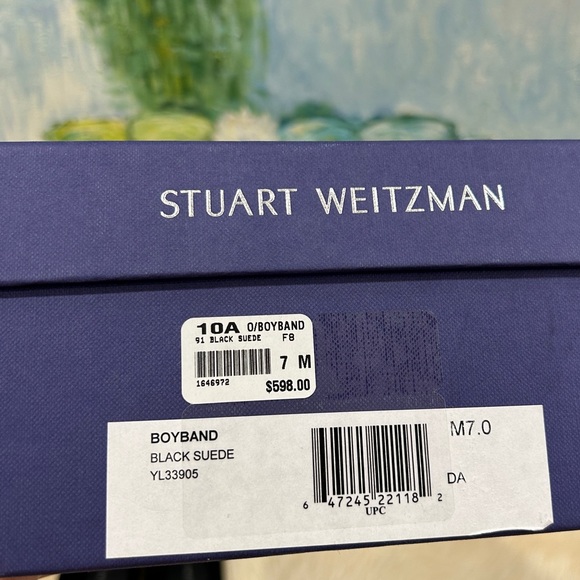 STUART WEITZMAN
10A O/BOYBAND
91 BLACK SUEDE F8
7 M
1646972
$598.00
BOYBAND
BLACK SUEDE
YL33905
M7.0
DA
6 47245 22118 2
UPC